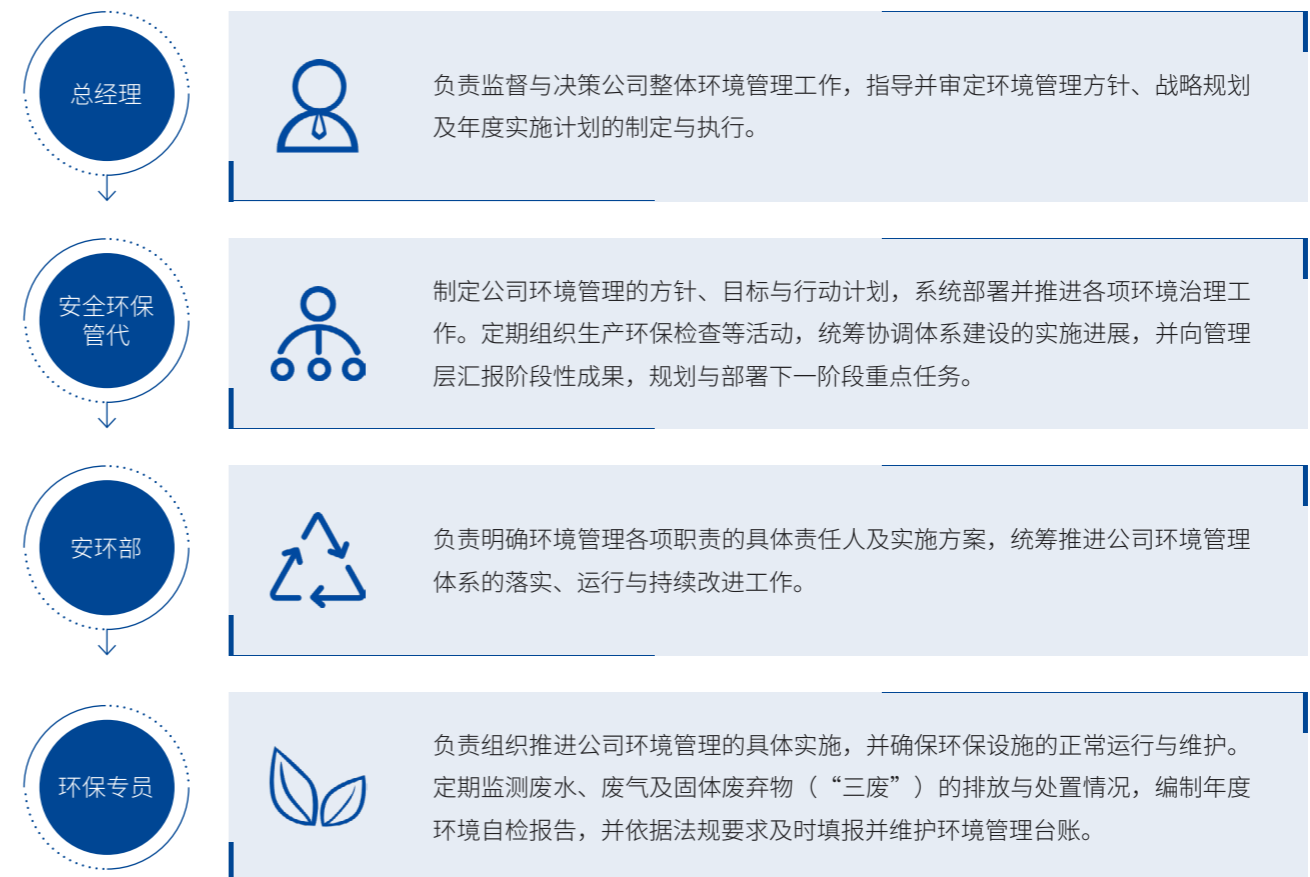 总经理
负责监督与决策公司整体环境管理工作，指导并审定环境管理方针、战略规划
及年度实施计划的制定与执行。
安全环保
管代
制定公司环境管理的方针、目标与行动计划，系统部署并推进各项环境治理工
作。定期组织生产环保检查等活动，统筹协调体系建设的实施进展，并向管理
层汇报阶段性成果，规划与部署下一阶段重点任务。
安环部
负责明确环境管理各项职责的具体责任人及实施方案，统筹推进公司环境管理
体系的落实、运行与持续改进工作。
环保专员
负责组织推进公司环境管理的具体实施，并确保环保设施的正常运行与维护。
定期监测废水、废气及固体废弃物（“三废”）的排放与处置情况，编制年度
环境自检报告，并依据法规要求及时填报并维护环境管理台账。